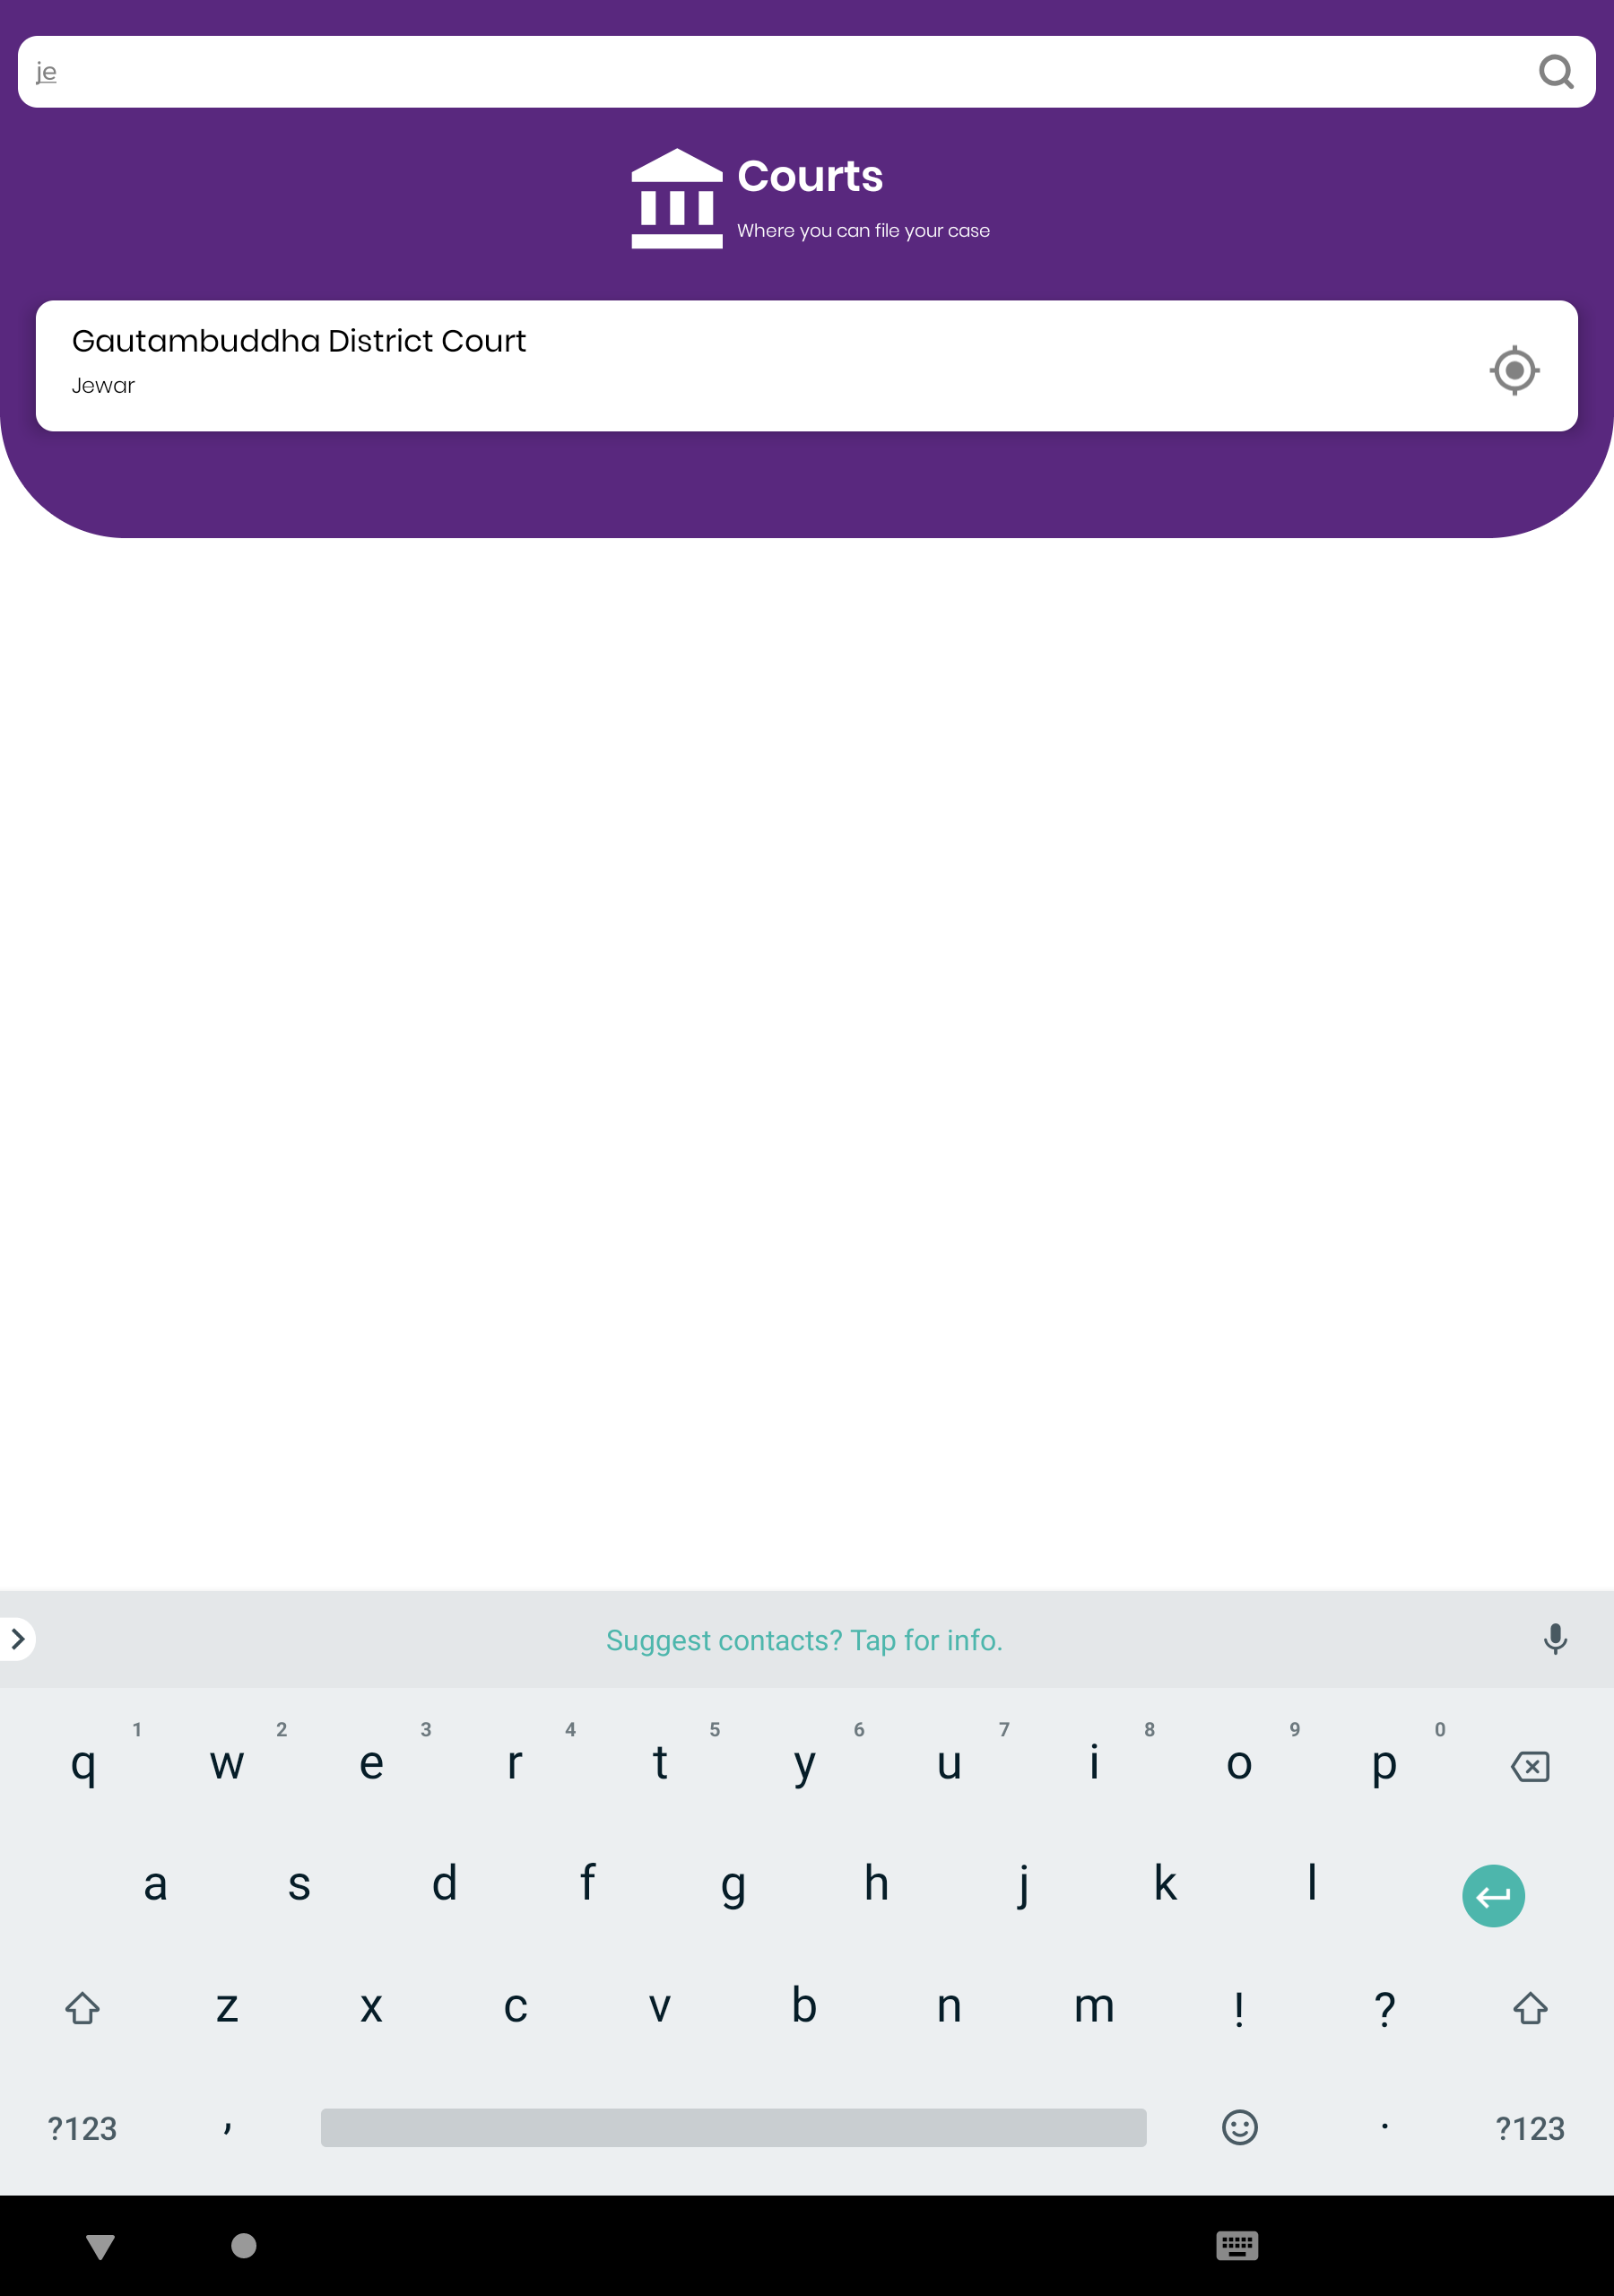 je
Courts
Where you can file your case
Gautambuddha District Court
Jewar
Suggest contacts? Tap for info.
1 2 3 4 5 6 7 8 9 0
q w e r t y u i o p
a s d f g h j k l
z x c v b n m ! ?
?123 , . ?123